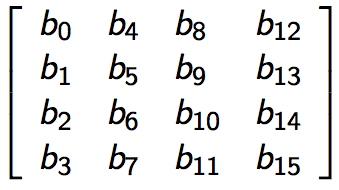 b₀ b₄ b₈ b₁₂
b₁ b₅ b₉ b₁₃
b₂ b₆ b₁₀ b₁₄
b₃ b₇ b₁₁ b₁₅